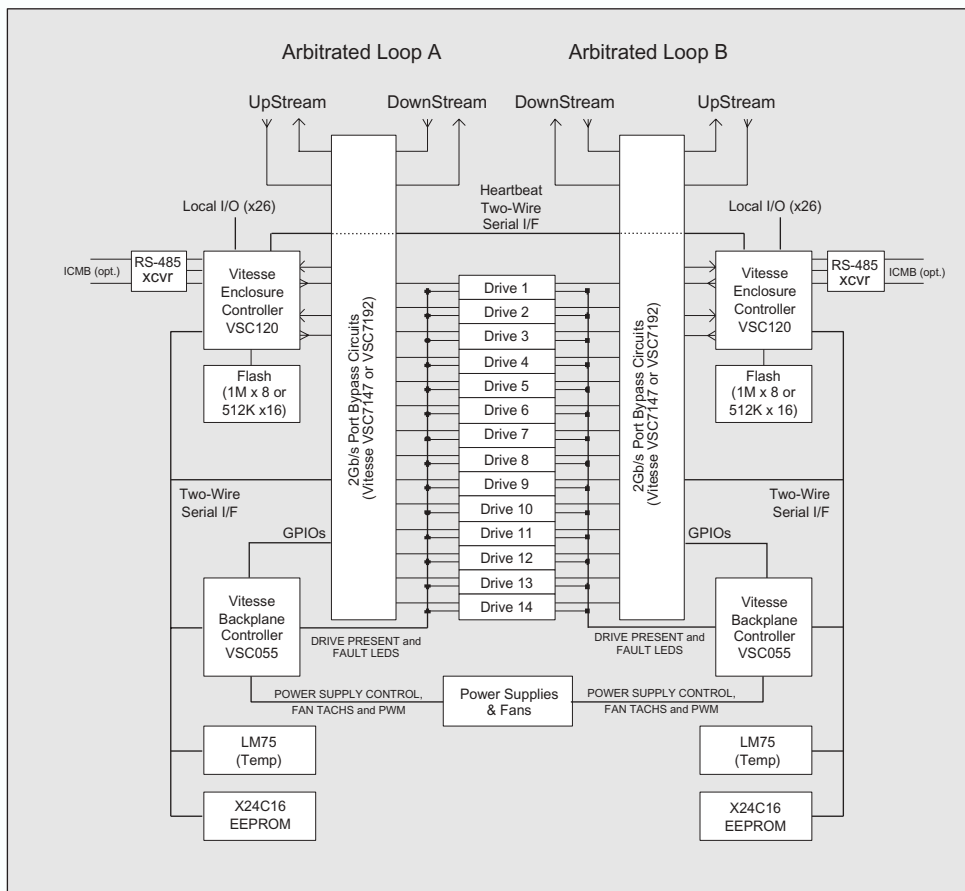 Arbitrated Loop A
Arbitrated Loop B
UpStream
DownStream
DownStream
UpStream
Heartbeat
Two-Wire
Serial I/F
Local I/O (x26)
Local I/O (x26)
ICMB (opt.)
RS-485
xcvr
Vitesse
Enclosure
Controller
VSC120
Flash
(1M x 8 or
512K x16)
2Gb/s Port Bypass Circuits
(Vitesse VSC7147 or VSC7192)
Drive 1
Drive 2
Drive 3
Drive 4
Drive 5
Drive 6
Drive 7
Drive 8
Drive 9
Drive 10
Drive 11
Drive 12
Drive 13
Drive 14
2Gb/s Port Bypass Circuits
(Vitesse VSC7147 or VSC7192)
Vitesse
Enclosure
Controller
VSC120
RS-485
xcvr
ICMB (opt.)
Flash
(1M x 8 or
512K x16)
Two-Wire
Serial I/F
Two-Wire
Serial I/F
GPIOs
GPIOs
Vitesse
Backplane
Controller
VSC055
DRIVE PRESENT and
FAULT LEDS
DRIVE PRESENT and
FAULT LEDS
Vitesse
Backplane
Controller
VSC055
POWER SUPPLY CONTROL,
FAN TACHS and PWM
Power Supplies
& Fans
POWER SUPPLY CONTROL,
FAN TACHS and PWM
LM75
(Temp)
LM75
(Temp)
X24C16
EEPROM
X24C16
EEPROM